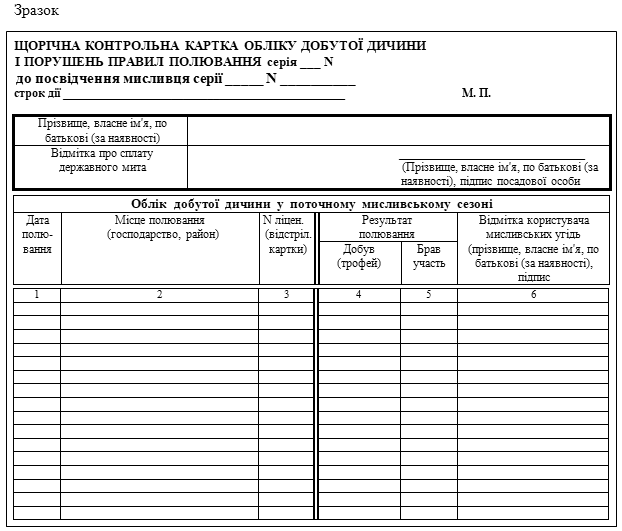 Зразок
ЩОРІЧНА КОНТРОЛЬНА КАРТКА ОБЛІКУ ДОБУТОЇ ДИЧИНИ
І ПОРУШЕНЬ ПРАВИЛ ПОЛЮВАННЯ серія ___ N
до посвідчення мисливця серії _____ N __________
строк дії ______________________________ М. П.
Прізвище, власне ім'я, по
батькові (за наявності)
Відмітка про сплату
державного мита
(Прізвище, власне ім'я, по батькові (за
наявності), підпис посадової особи
Облік добутої дичини у поточному мисливському сезоні
Дата
полю-
вання
Місце полювання
(господарство, район)
N ліцен.
(відстріл.
картки)
Результат
полювання
Добув
(трофей)
Брав
участь
Відмітка користувача
мисливських угідь
(прізвище, власне ім'я, по
батькові (за наявності),
підпис
1 2 3 4 5 6